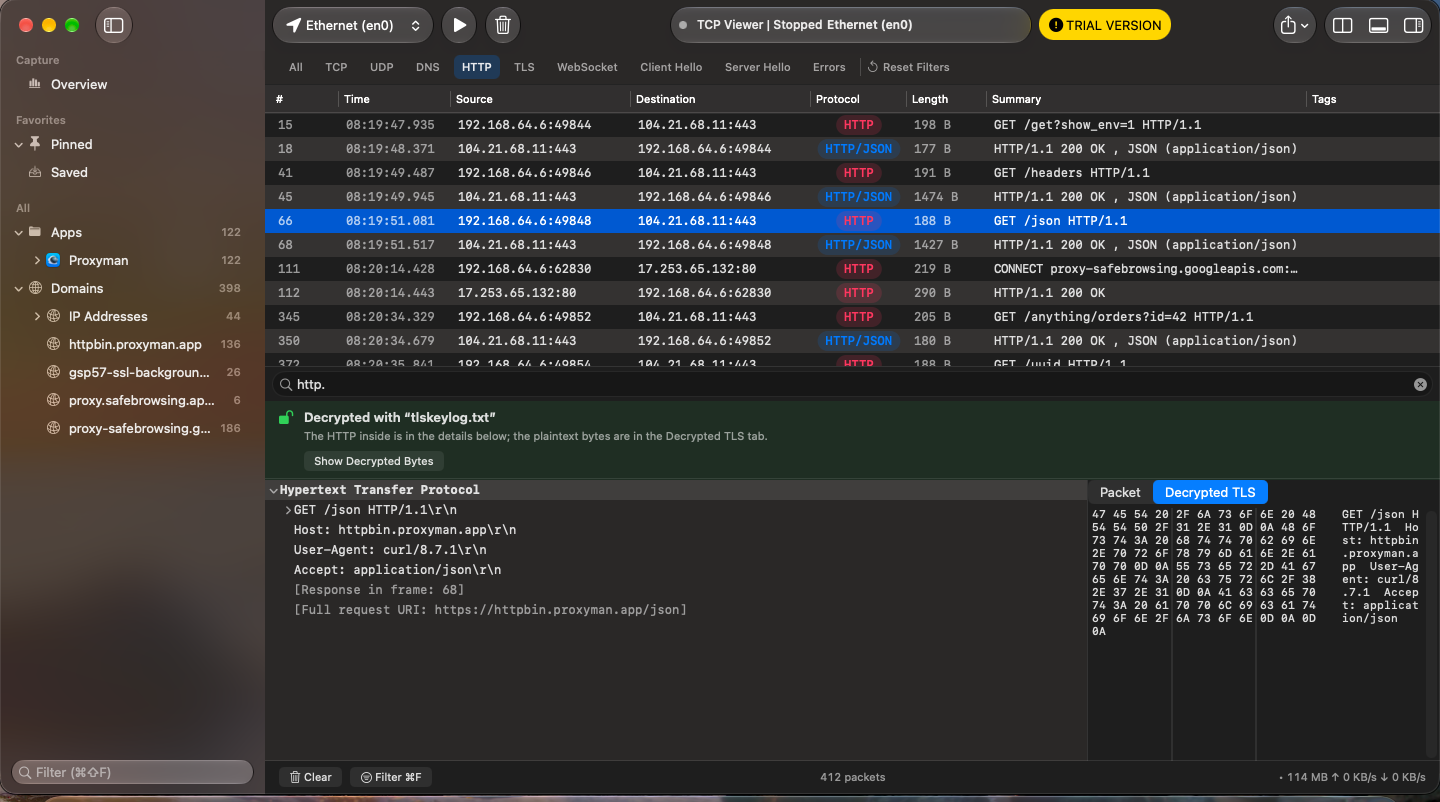 Ethernet (en0)
TCP Viewer | Stopped Ethernet (en0)
TRIAL VERSION
Capture
Overview
Favorites
Pinned
Saved
All
Apps 122
Proxyman 122
Domains 398
IP Addresses 44
httpbin.proxyman.app 136
gsp57-ssl-backgroun... 26
proxy.safebrowsing.ap... 6
proxy-safebrowsing.g... 186
Filter (⌘⇧F)
All TCP UDP DNS HTTP TLS WebSocket Client Hello Server Hello Errors Reset Filters
# Time Source Destination Protocol Length Summary Tags
15 08:19:47.935 192.168.64.6:49844 104.21.68.11:443 HTTP 198 B GET /get?show_env=1 HTTP/1.1
18 08:19:48.371 104.21.68.11:443 192.168.64.6:49844 HTTP/JSON 177 B HTTP/1.1 200 OK , JSON (application/json)
41 08:19:49.487 192.168.64.6:49846 104.21.68.11:443 HTTP 191 B GET /headers HTTP/1.1
45 08:19:49.945 104.21.68.11:443 192.168.64.6:49846 HTTP/JSON 1474 B HTTP/1.1 200 OK , JSON (application/json)
66 08:19:51.081 192.168.64.6:49848 104.21.68.11:443 HTTP 188 B GET /json HTTP/1.1
68 08:19:51.517 104.21.68.11:443 192.168.64.6:49848 HTTP/JSON 1427 B HTTP/1.1 200 OK , JSON (application/json)
111 08:20:14.428 192.168.64.6:62830 17.253.65.132:80 HTTP 219 B CONNECT proxy-safebrowsing.googleapis.com:…
112 08:20:14.443 17.253.65.132:80 192.168.64.6:62830 HTTP 290 B HTTP/1.1 200 OK
345 08:20:34.329 192.168.64.6:49852 104.21.68.11:443 HTTP 205 B GET /anything/orders?id=42 HTTP/1.1
350 08:20:34.679 104.21.68.11:443 192.168.64.6:49852 HTTP/JSON 180 B HTTP/1.1 200 OK , JSON (application/json)
372 08:20:35.841 192.168.64.6:49854 104.21.68.11:443 HTTP 188 B GET /uuid HTTP/1.1
http.
Decrypted with “tlskeylog.txt”
The HTTP inside is in the details below; the plaintext bytes are in the Decrypted TLS tab.
Show Decrypted Bytes
Hypertext Transfer Protocol
GET /json HTTP/1.1\r\n
Host: httpbin.proxyman.app\r\n
User-Agent: curl/8.7.1\r\n
Accept: application/json\r\n
[Response in frame: 68]
[Full request URI: https://httpbin.proxyman.app/json]
Packet Decrypted TLS
47 45 54 20 2F 6A 73 6F 6E 20 48 GET /json H
54 54 50 2F 31 2E 31 0D 0A 48 6F TTP/1.1 Ho
73 74 3A 20 68 74 74 70 62 69 6E st: httpbin
2E 70 72 6F 78 79 6D 61 6E 2E 61 .proxyman.a
70 70 0D 0A 55 73 65 72 2D 41 67 pp User-Ag
65 6E 74 3A 20 63 75 72 6C 2F 38 ent: curl/8
2E 37 2E 31 0D 0A 41 63 63 65 70 .7.1 Accep
74 3A 20 61 70 70 6C 69 63 61 74 t: applicat
69 6F 6E 2F 6A 73 6F 6E 0D 0A 0D ion/json
0A
Clear Filter ⌘F 412 packets • 114 MB ↑ 0 KB/s ↓ 0 KB/s